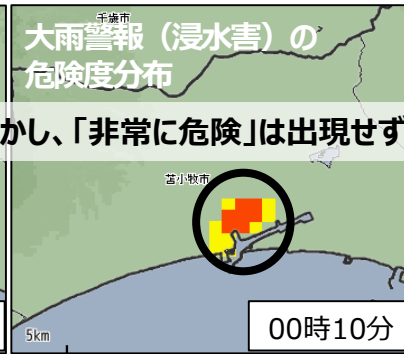 千歳市
大雨警報（浸水害）の
危険度分布
かし、「非常に危険」は出現せず
苫小牧市
5km
00時10分